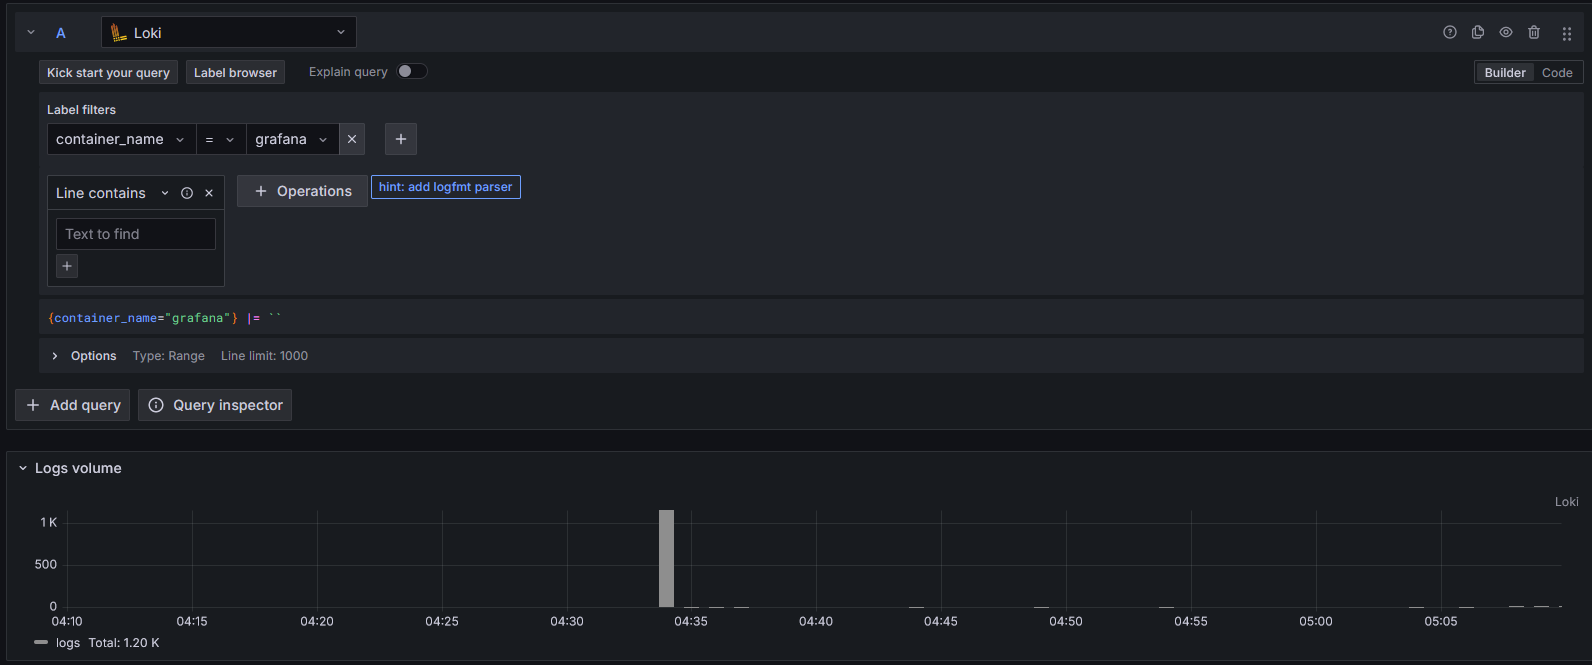 A Loki
Kick start your query Label browser Explain query Builder Code
Label filters
container_name = grafana
Line contains + Operations hint: add logfmt parser
Text to find
+
{container_name="grafana"} |= ``
Options Type: Range Line limit: 1000
+ Add query Query inspector
Logs volume
Loki
1 K
500
0
04:10 04:15 04:20 04:25 04:30 04:35 04:40 04:45 04:50 04:55 05:00 05:05
logs Total: 1.20 K